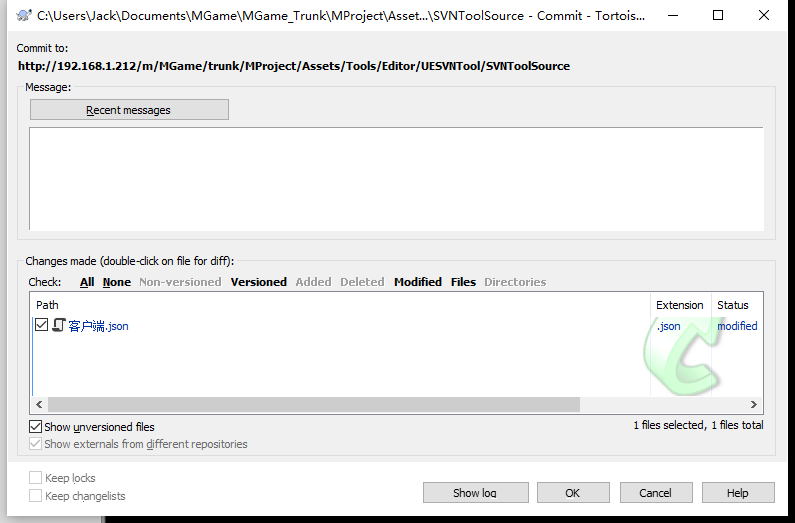 C:\Users\Jack\Documents\MGame\MGame_Trunk\MProject\Asset...\SVNToolSource - Commit - Tortois...
Commit to:
http://192.168.1.212/m/MGame/trunk/MProject/Assets/Tools/Editor/UESVNTool/SVNToolSource
Message:
Recent messages
Changes made (double-click on file for diff):
Check: All None Non-versioned Versioned Added Deleted Modified Files Directories
Path Extension Status
客户端.json .json modified
Show unversioned files 1 files selected, 1 files total
Show externals from different repositories
Keep locks
Keep changelists
Show log OK Cancel Help